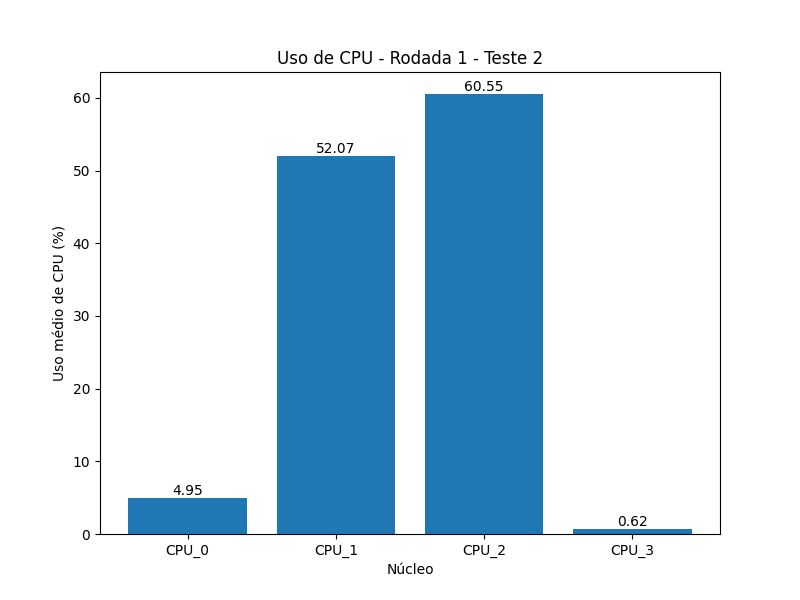 Uso de CPU - Rodada 1 - Teste 2
Uso médio de CPU (%)
60
50
40
30
20
10
0
4.95
52.07
60.55
0.62
CPU_0
CPU_1
CPU_2
CPU_3
Núcleo